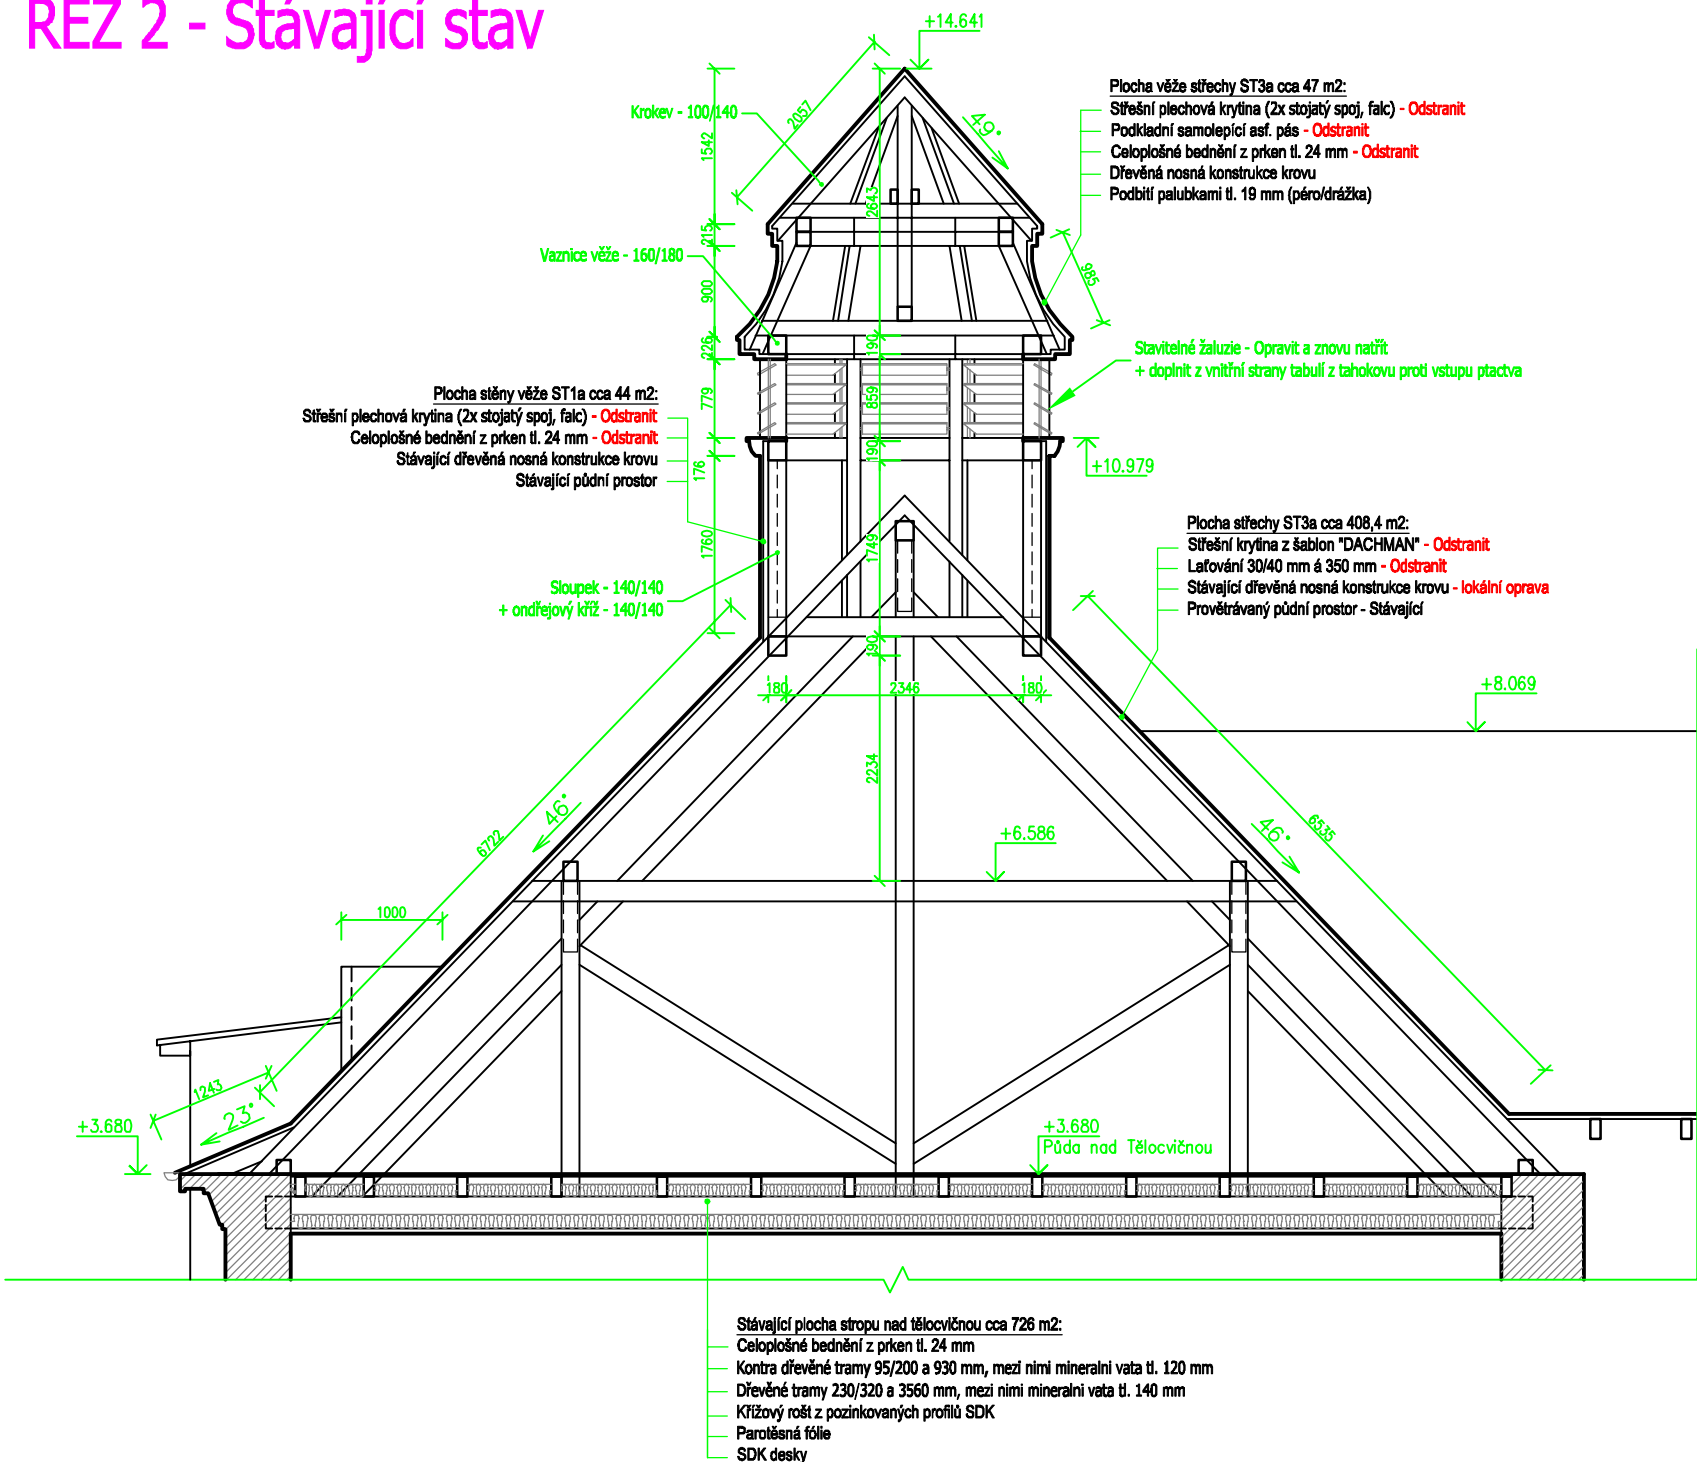 ŘEZ 2 - Stávající stav
+14.641
Krokev - 100/140
2057
49°
1542
2643
215
Vaznice věže - 160/180
900
985
226
190
Plocha věže střechy ST3a cca 47 m2:
Střešní plechová krytina (2x stojatý spoj, falc) - Odstranit
Podkladní samolepící asf. pás - Odstranit
Celoplošné bednění z prken tl. 24 mm - Odstranit
Dřevěná nosná konstrukce krovu
Podbití palubkami tl. 19 mm (péro/drážka)
Stavitelné žaluzie - Opravit a znovu natřít
+ doplnit z vnitřní strany tabulí z tahokovu proti vstupu ptactva
Plocha stěny věže ST1a cca 44 m2:
Střešní plechová krytina (2x stojatý spoj, falc) - Odstranit
Celoplošné bednění z prken tl. 24 mm - Odstranit
Stávající dřevěná nosná konstrukce krovu
Stávající půdní prostor
779
859
190
176
+10.979
1760
1749
Sloupek - 140/140
+ ondřejový kříž - 140/140
Plocha střechy ST3a cca 408,4 m2:
Střešní krytina z šablon "DACHMAN" - Odstranit
Laťování 30/40 mm á 350 mm - Odstranit
Stávající dřevěná nosná konstrukce krovu - lokální oprava
Provětrávaný půdní prostor - Stávající
190
180
2346
180
+8.069
2234
46°
6722
+6.586
46°
6535
1000
1243
23°
+3.680
+3.680
Půda nad Tělocvičnou
Stávající plocha stropu nad tělocvičnou cca 726 m2:
Celoplošné bednění z prken tl. 24 mm
Kontra dřevěné tramy 95/200 a 930 mm, mezi nimi mineralni vata tl. 120 mm
Dřevěné tramy 230/320 a 3560 mm, mezi nimi mineralni vata tl. 140 mm
Křížový rošt z pozinkovaných profilů SDK
Parotěsná fólie
SDK desky